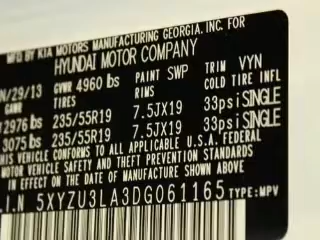 MFD BY KIA MOTORS MANUFACTURING GEORGIA, INC. FOR
HYUNDAI MOTOR COMPANY
/29/13 GVWR 4960 lbs PAINT SWP TRIM VYN
GAWR TIRES RIMS COLD TIRE INFL
2976 lbs 235/55R19 7.5JX19 33psi SINGLE
3075 lbs 235/55R19 7.5JX19 33psi SINGLE
VEHICLE CONFORMS TO ALL APPLICABLE U.S.A. FEDERAL
MOTOR VEHICLE SAFETY AND THEFT PREVENTION STANDARDS
IN EFFECT ON THE DATE OF MANUFACTURE SHOWN ABOVE
.I.N 5XYZU3LA3DG061165 TYPE: MPV